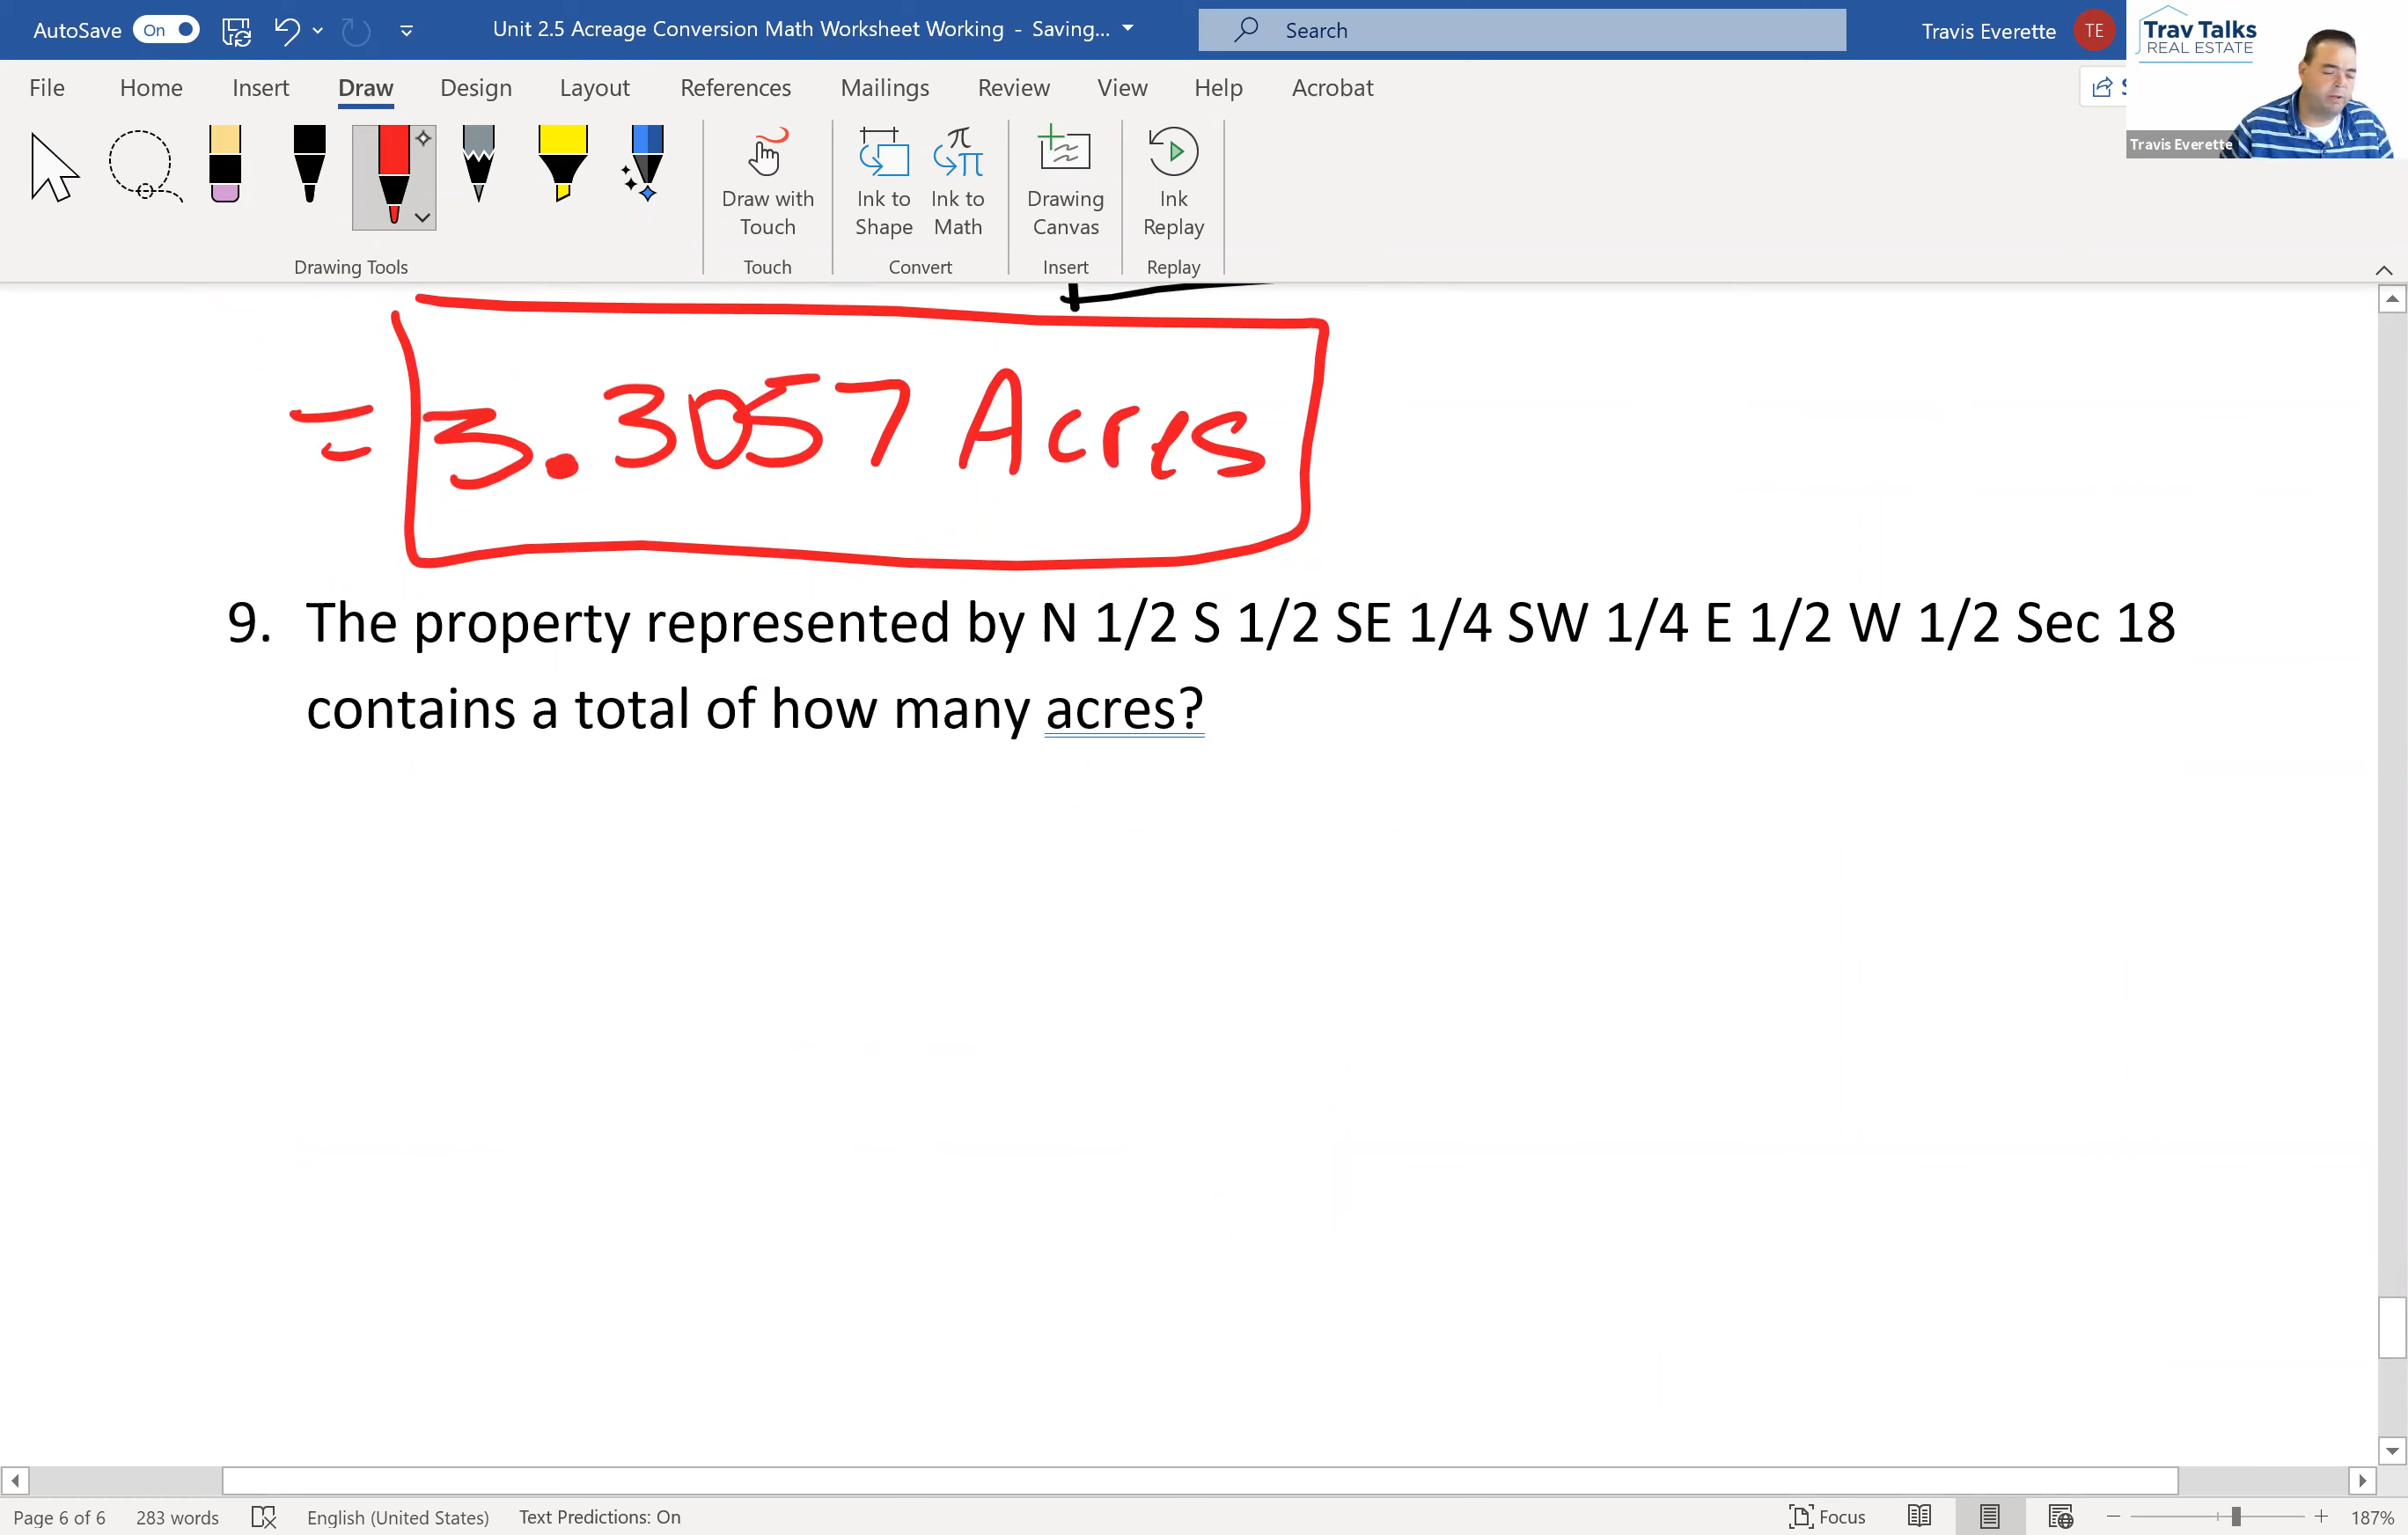 AutoSave On
Unit 2.5 Acreage Conversion Math Worksheet Working - Saving...
Search
Travis Everette TE
Trav Talks
REAL ESTATE
Travis Everette
File Home Insert Draw Design Layout References Mailings Review View Help Acrobat
Draw with Touch
Ink to Shape
Ink to Math
Drawing Canvas
Ink Replay
Drawing Tools Touch Convert Insert Replay
= 3.3057 Acres
9. The property represented by N 1/2 S 1/2 SE 1/4 SW 1/4 E 1/2 W 1/2 Sec 18
contains a total of how many acres?
Page 6 of 6 283 words English (United States) Text Predictions: On Focus 187%